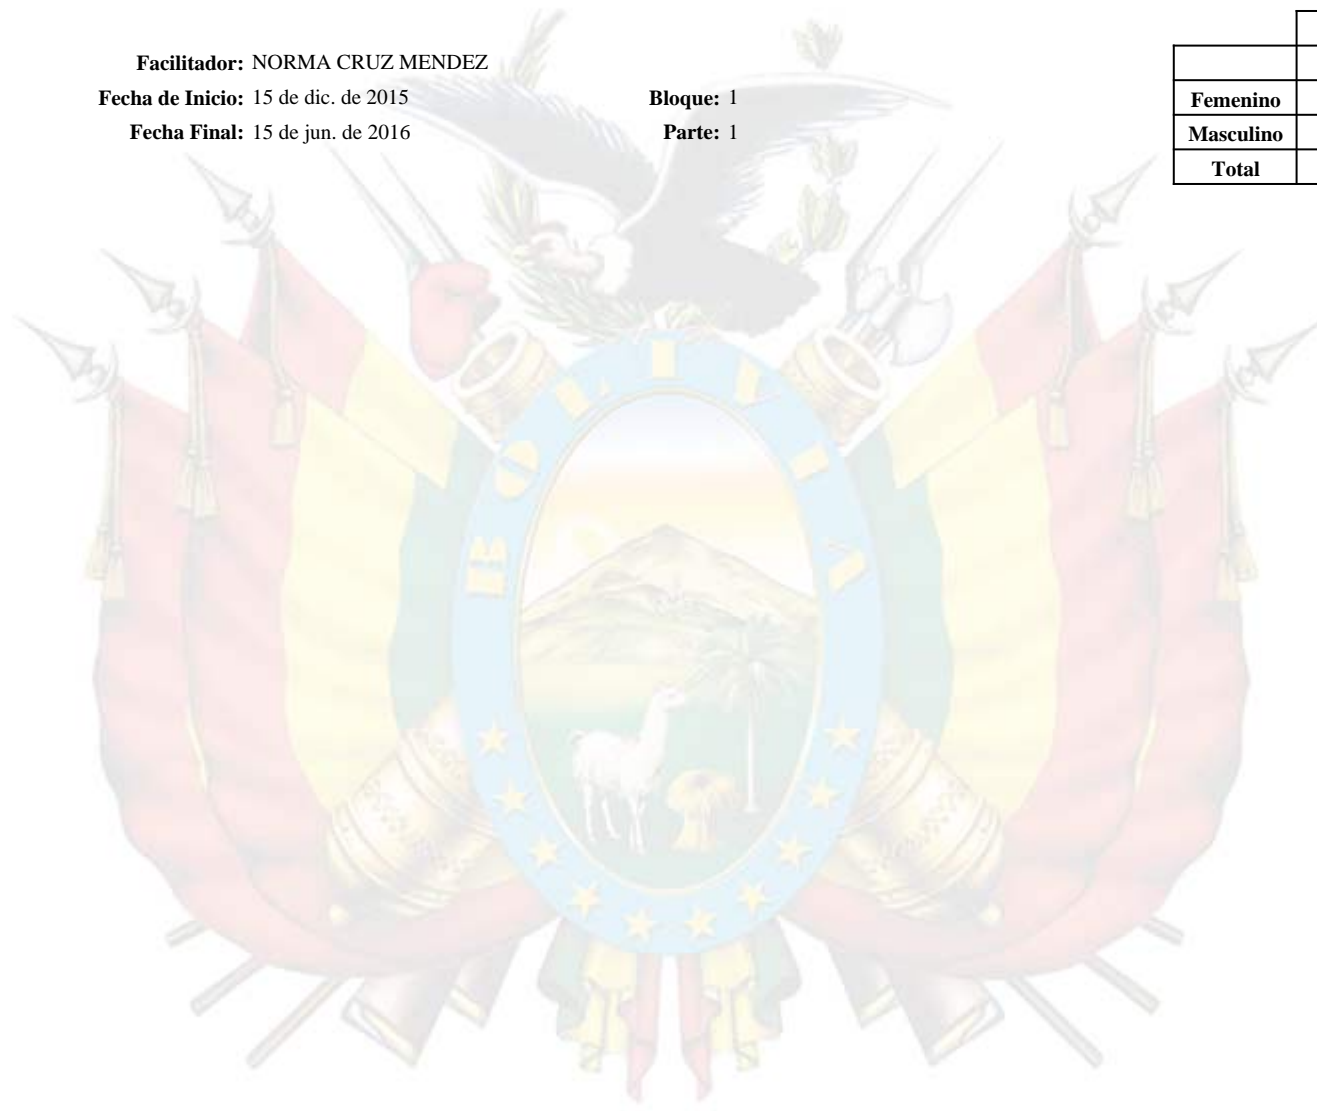 Facilitador: NORMA CRUZ MENDEZ
Fecha de Inicio: 15 de dic. de 2015 Bloque: 1
Fecha Final: 15 de jun. de 2016 Parte: 1
Femenino
Masculino
Total
BOLIVIA